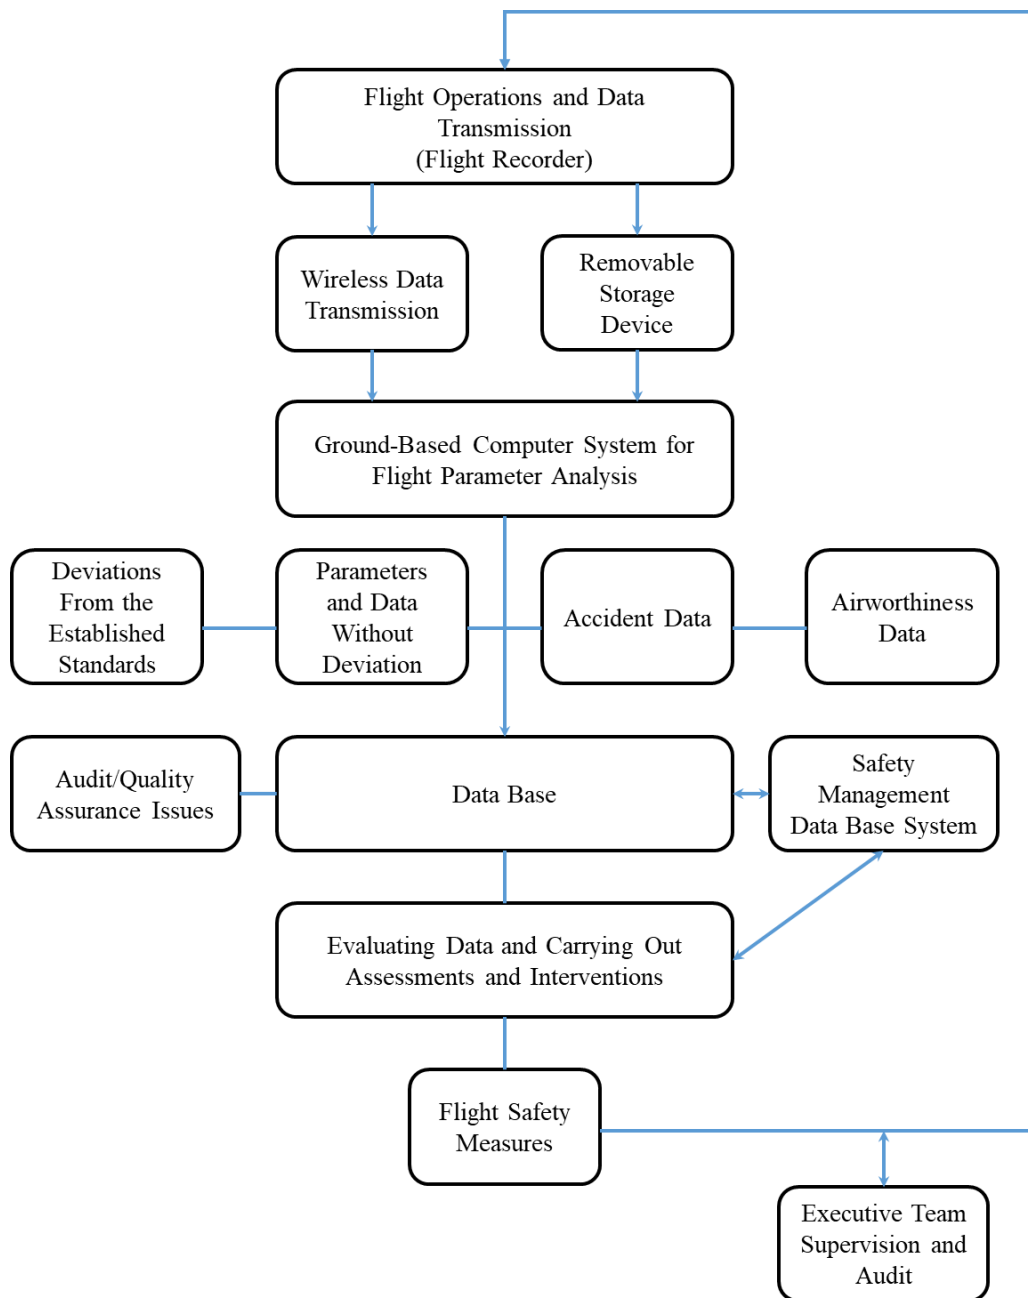 Flight Operations and Data
Transmission
(Flight Recorder)
Wireless Data
Transmission
Removable
Storage
Device
Ground-Based Computer System for
Flight Parameter Analysis
Deviations
From the
Established
Standards
Parameters
and Data
Without
Deviation
Accident Data
Airworthiness
Data
Audit/Quality
Assurance Issues
Data Base
Safety
Management
Data Base System
Evaluating Data and Carrying Out
Assessments and Interventions
Flight Safety
Measures
Executive Team
Supervision and
Audit